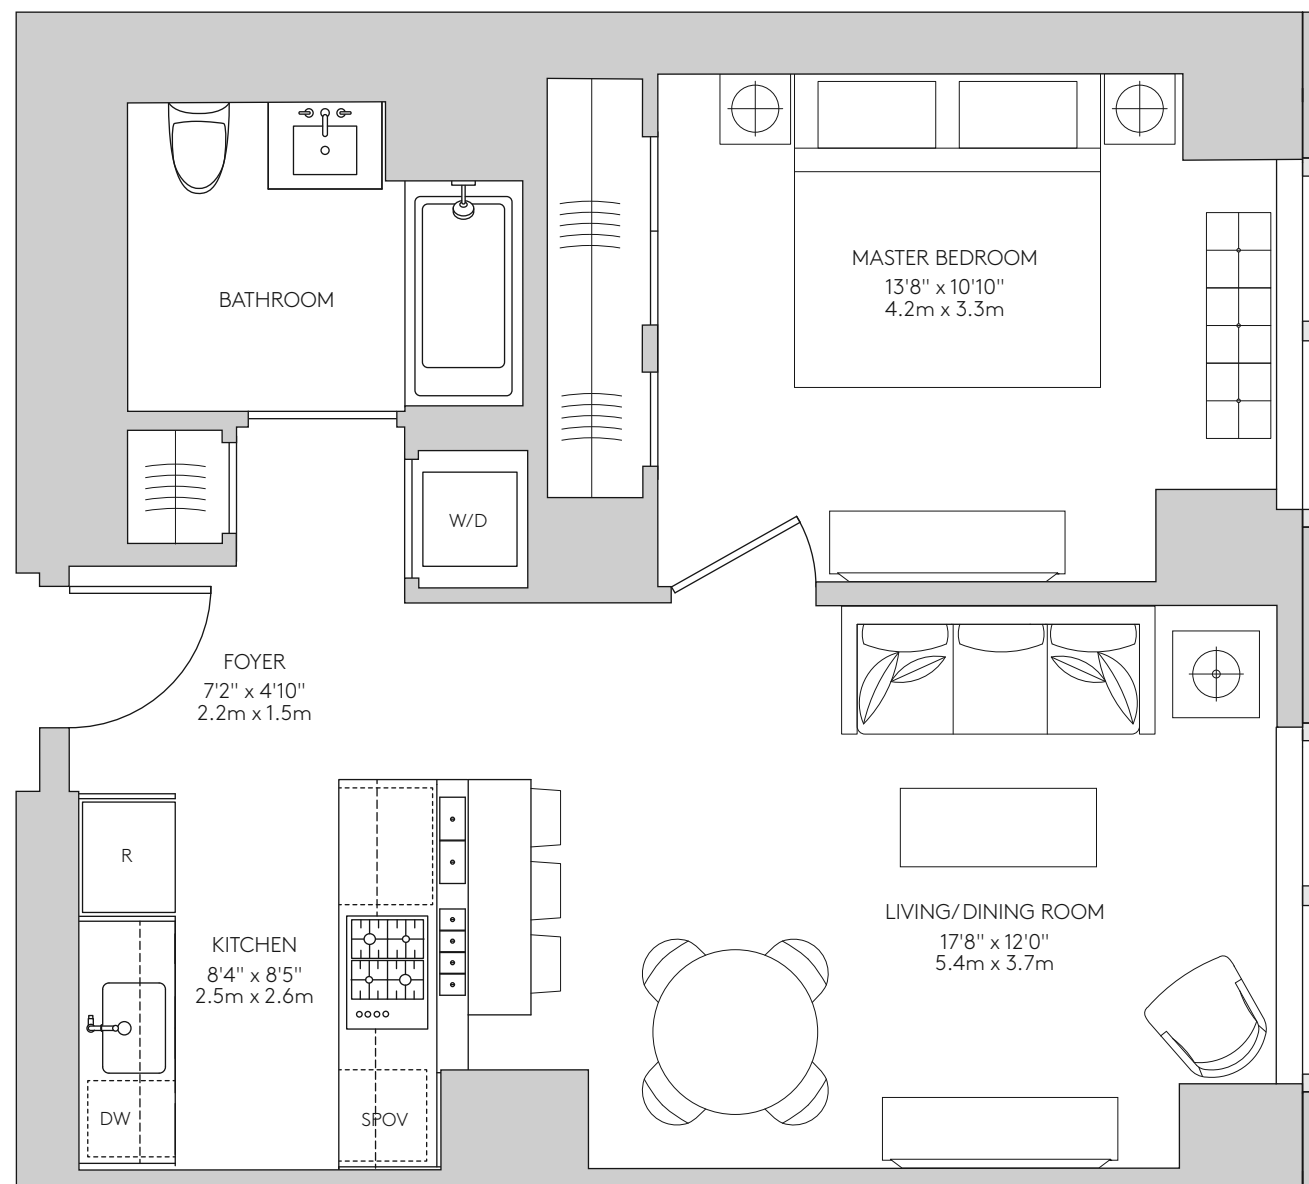 BATHROOM
MASTER BEDROOM
13'8" x 10'10"
4.2m x 3.3m
W/D
FOYER
7'2" x 4'10"
2.2m x 1.5m
R
KITCHEN
8'4" x 8'5"
2.5m x 2.6m
DW
SPOV
LIVING/DINING ROOM
17'8" x 12'0"
5.4m x 3.7m